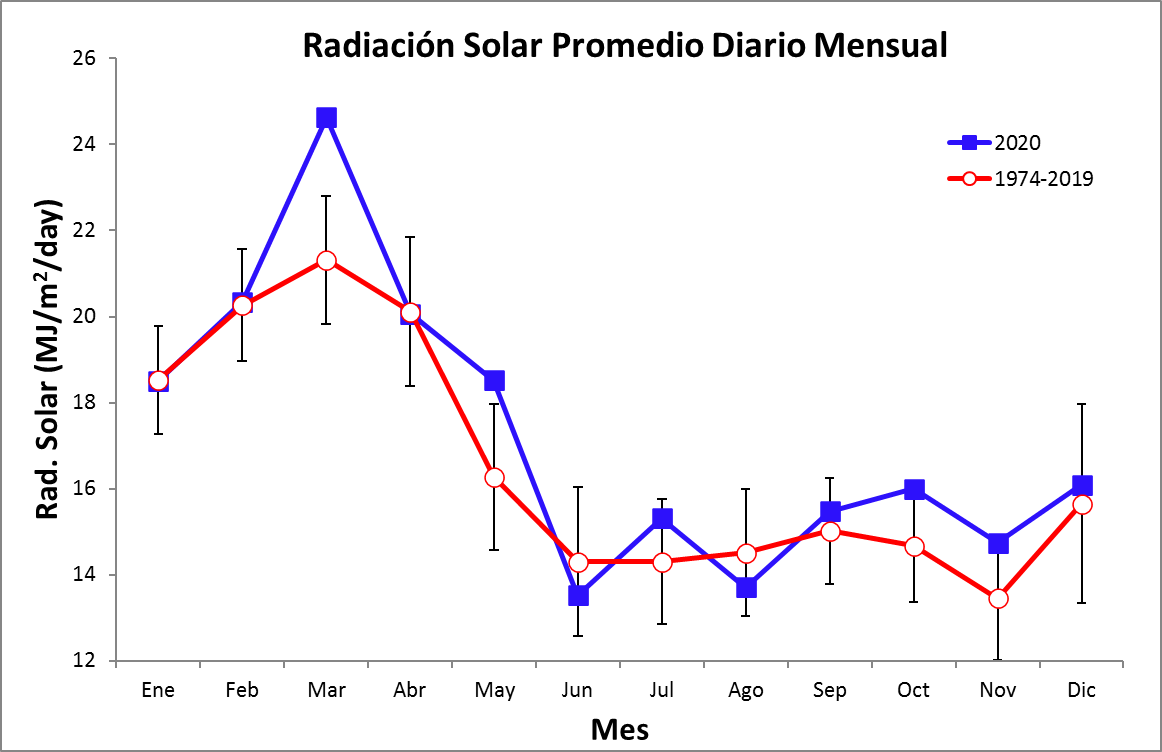 Radiación Solar Promedio Diario Mensual
26
24
22
20
18
16
14
12
Rad. Solar (MJ/m²/day)
2020
1974-2019
Ene Feb Mar Abr May Jun Jul Ago Sep Oct Nov Dic
Mes